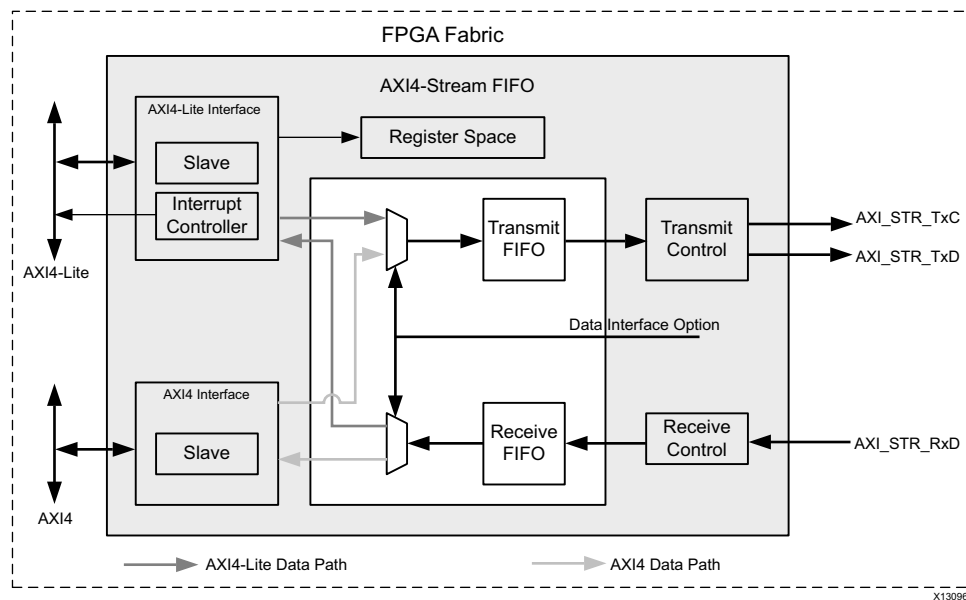 FPGA Fabric
AXI4-Stream FIFO
AXI4-Lite Interface
Slave
Interrupt
Controller
Register Space
AXI4-Lite
Transmit
FIFO
Transmit
Control
AXI_STR_TxC
AXI_STR_TxD
Data Interface Option
AXI4 Interface
Slave
AXI4
Receive
FIFO
Receive
Control
AXI_STR_RxD
AXI4-Lite Data Path
AXI4 Data Path
X13096